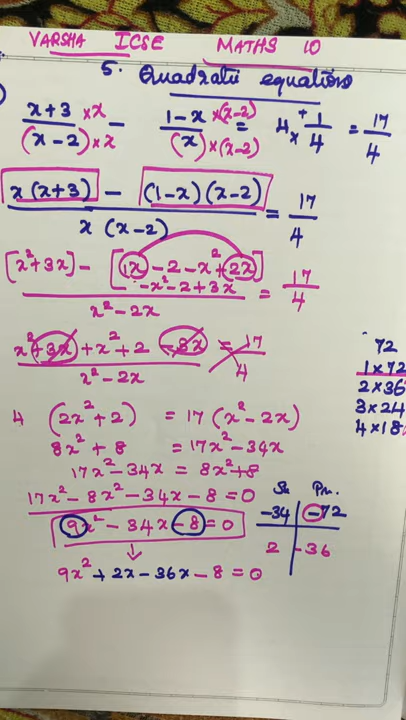 VARSHA ICSE MATHS 10
5. Quadratic equations
(x+3)×x/(x-2)×x - (1-x)×(x-2)/(x)×(x-2) = 4×+1/4 = 17/4
x(x+3) - (1-x)(x-2)/x(x-2) = 17/4
[x²+3x] - [1x-2-x²+2x]/x²-2x = 17/4
-x²-2+3x
x²+3x+x²+2-3x/x²-2x = 17/4
4 (2x²+2) = 17(x²-2x)
8x²+8 = 17x²-34x
17x²-34x = 8x²+8
17x²-8x²-34x-8=0
9x²-34x-8=0
9x²+2x-36x-8=0
Pr.
-34 -72
2 -36
72
1×72
2×36
3×24
4×18